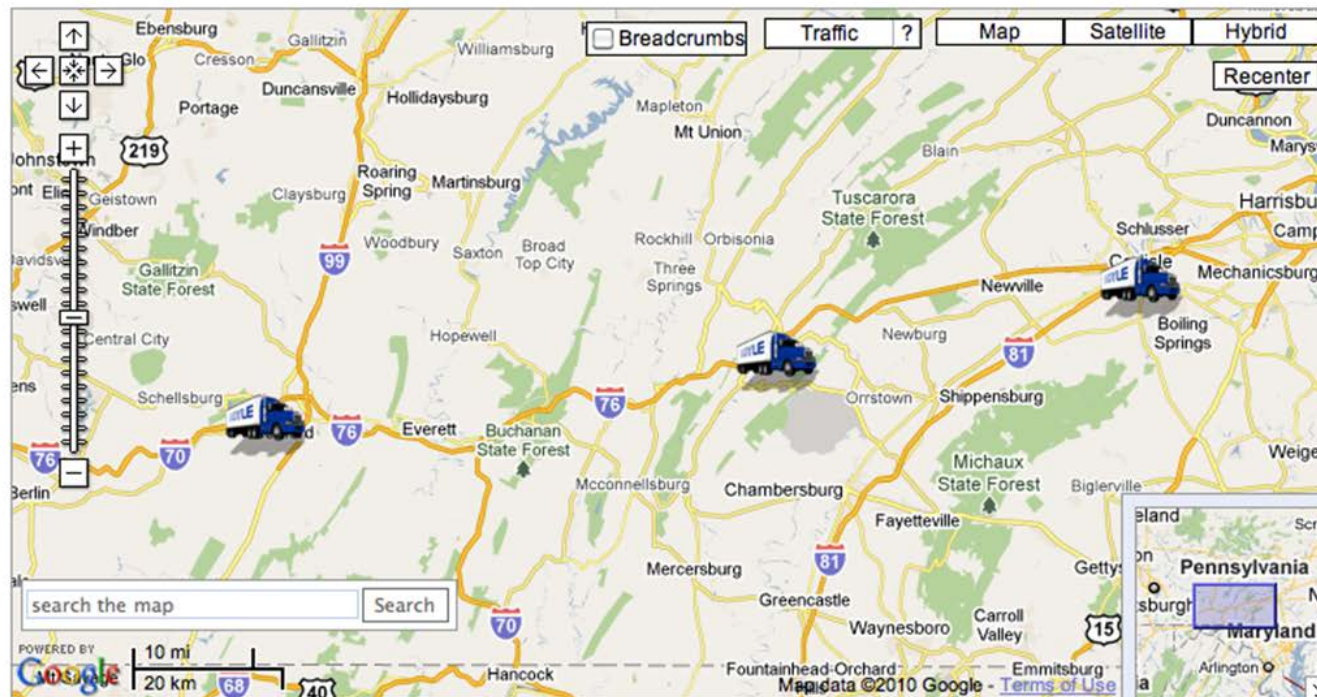 Ebensburg
Gallitzin
Williamsburg
Breadcrumbs
Traffic
?
Map
Satellite
Hybrid
Cresson
Recenter
Duncansville
Hollidaysburg
Portage
Mapleton
Mt Union
Duncannon
219
Blain
Roaring
Spring
Martinsburg
Claysburg
Geistown
Tuscarora
State Forest
Windber
Woodbury
Saxton
Broad
Top City
Rockhill
Orbisonia
Schlusser
99
Gallitzin
State Forest
Three
Springs
Mechanicsburg
Newville
Central City
Hopewell
Newburg
Boiling
Springs
81
Schellsburg
76
Orrstown
Shippensburg
Everett
76
76
70
Buchanan
State Forest
Berlin
Mcconnellsburg
Chambersburg
Michaux
State Forest
Biglerville
Fayetteville
81
Mercersburg
Pennsylvania
search the map
Search
Greencastle
70
Waynesboro
Carroll
Valley
15
Maryland
POWERED BY
Google
10 mi
20 km
68
40
Hancock
Fountainhead-Orchard
Emmitsburg
Arlington
Map data ©2010 Google - Terms of Use